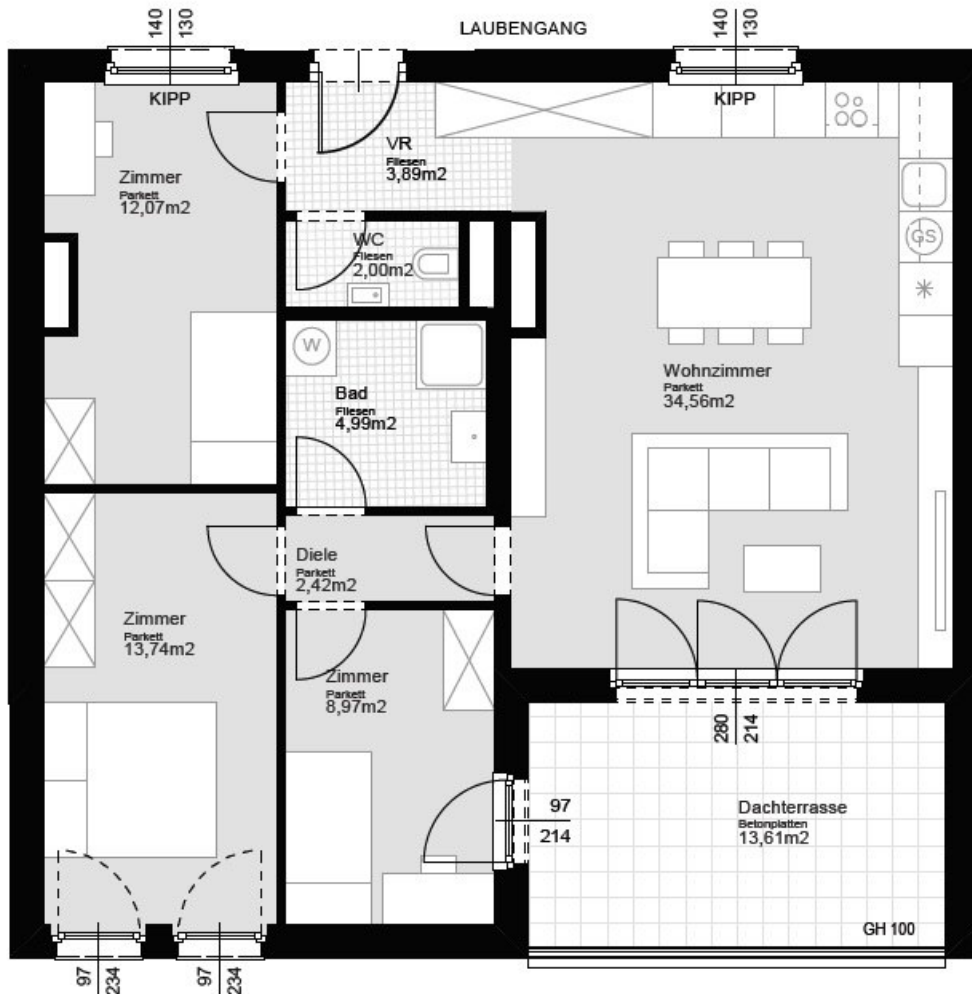 140
130
LAUBENGANG
140
130
KIPP
KIPP
VR
Fliesen
3,89m2
Zimmer
Parkett
12,07m2
WC
Fliesen
2,00m2
GS
W
Bad
Fliesen
4,99m2
Wohnzimmer
Parkett
34,56m2
Diele
Parkett
2,42m2
Zimmer
Parkett
13,74m2
Zimmer
Parkett
8,97m2
280
214
97
214
Dachterrasse
Betonplatten
13,61m2
GH 100
97
234
97
234